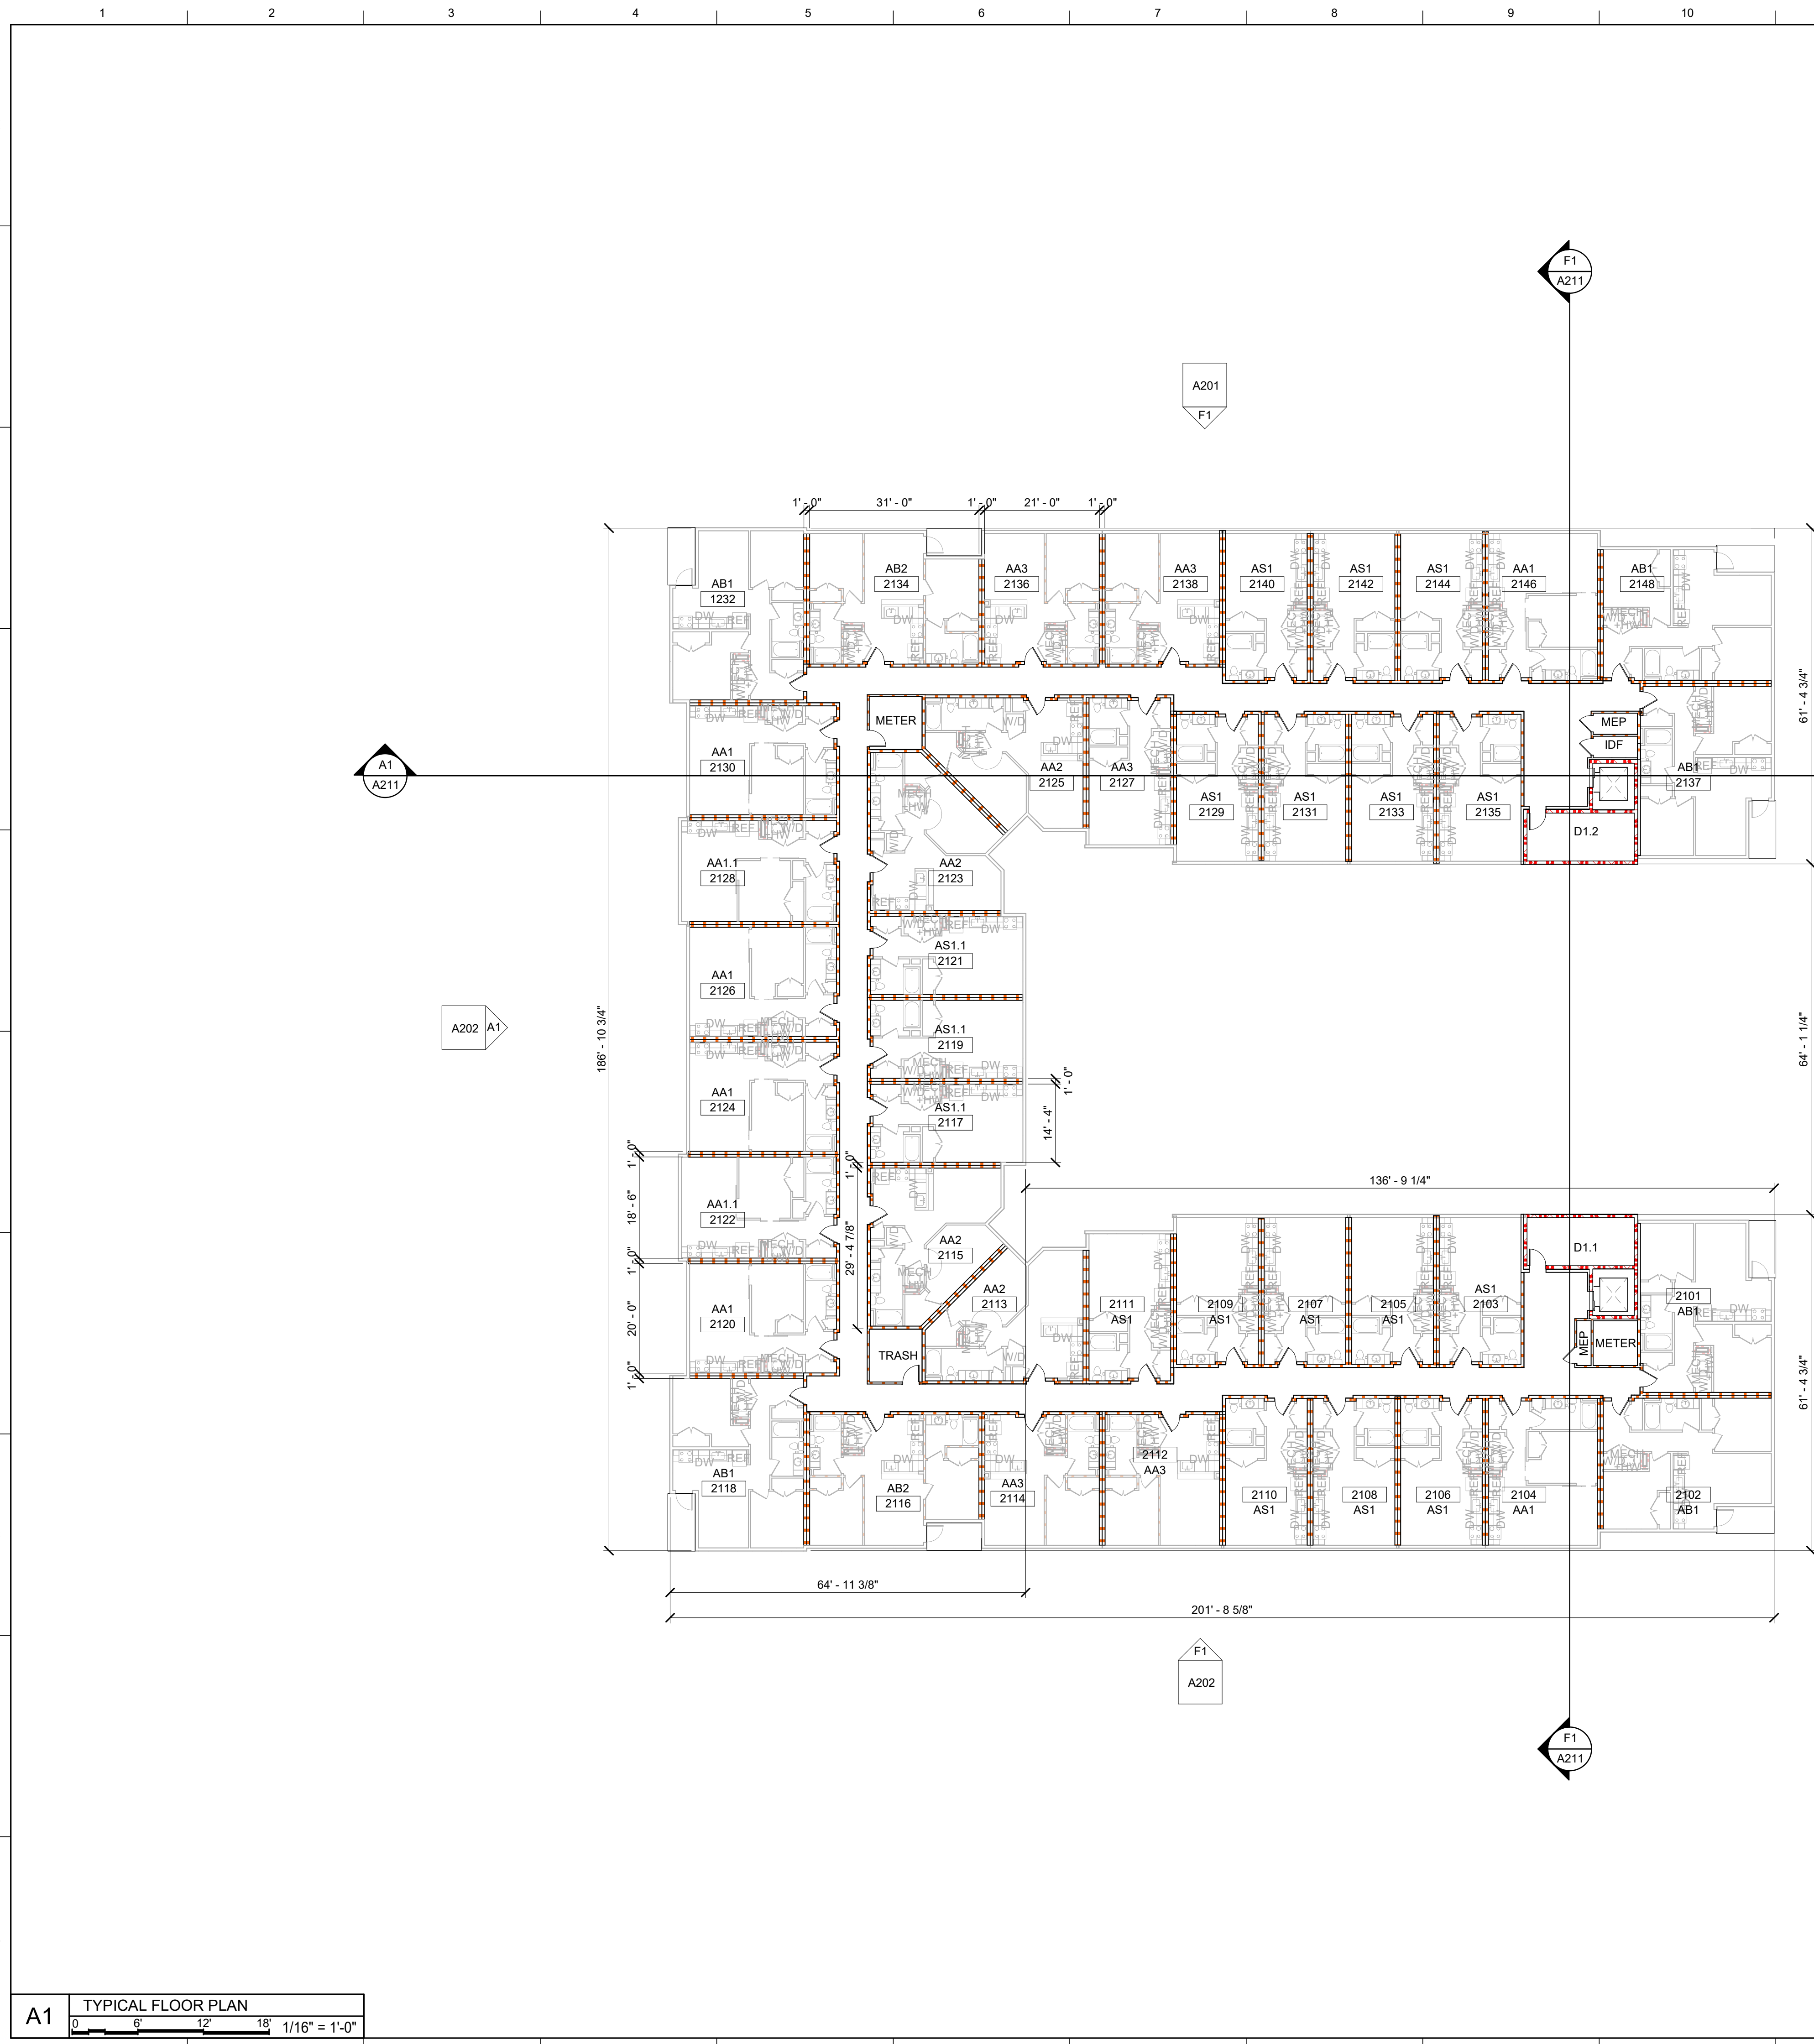 1 2 3 4 5 6 7 8 9 10
F1
A211
A201
F1
1' - 0" 31' - 0" 1' - 0" 21' - 0" 1' - 0"
AB1
1232
AB2
2134
AA3
2136
AA3
2138
AS1
2140
AS1
2142
AS1
2144
AA1
2146
AB1
2148
DW REF
61' - 4 3/4"
METER
MEP
IDF
A1
A211
AA1
2130
AA2
2125
AA3
2127
AS1
2129
AS1
2131
AS1
2133
AS1
2135
AB1
2137
REF DW
D1.2
W/D
MECH
+HW
AA1.1
2128
AA2
2123
REF DW
AA1
2126
AS1.1
2121
A202 A1
186' - 10 3/4"
AS1.1
2119
64' - 1 1/4"
AA1
2124
AS1.1
2117
1' - 0"
14' - 4"
1' - 0"
18' - 6"
1' - 0"
20' - 0"
1' - 0"
1' - 0"
29' - 4 7/8"
136' - 9 1/4"
AA1.1
2122
AA2
2115
D1.1
AA1
2120
AA2
2113
2111
AS1
2109
AS1
2107
AS1
2105
AS1
AS1
2103
2101
AB1
TRASH
MEP
METER
61' - 4 3/4"
AB1
2118
AB2
2116
AA3
2114
2112
AA3
2110
AS1
2108
AS1
2106
AS1
2104
AA1
2102
AB1
64' - 11 3/8"
201' - 8 5/8"
F1
A202
F1
A211
A1
TYPICAL FLOOR PLAN
0 6' 12' 18' 1/16" = 1'-0"